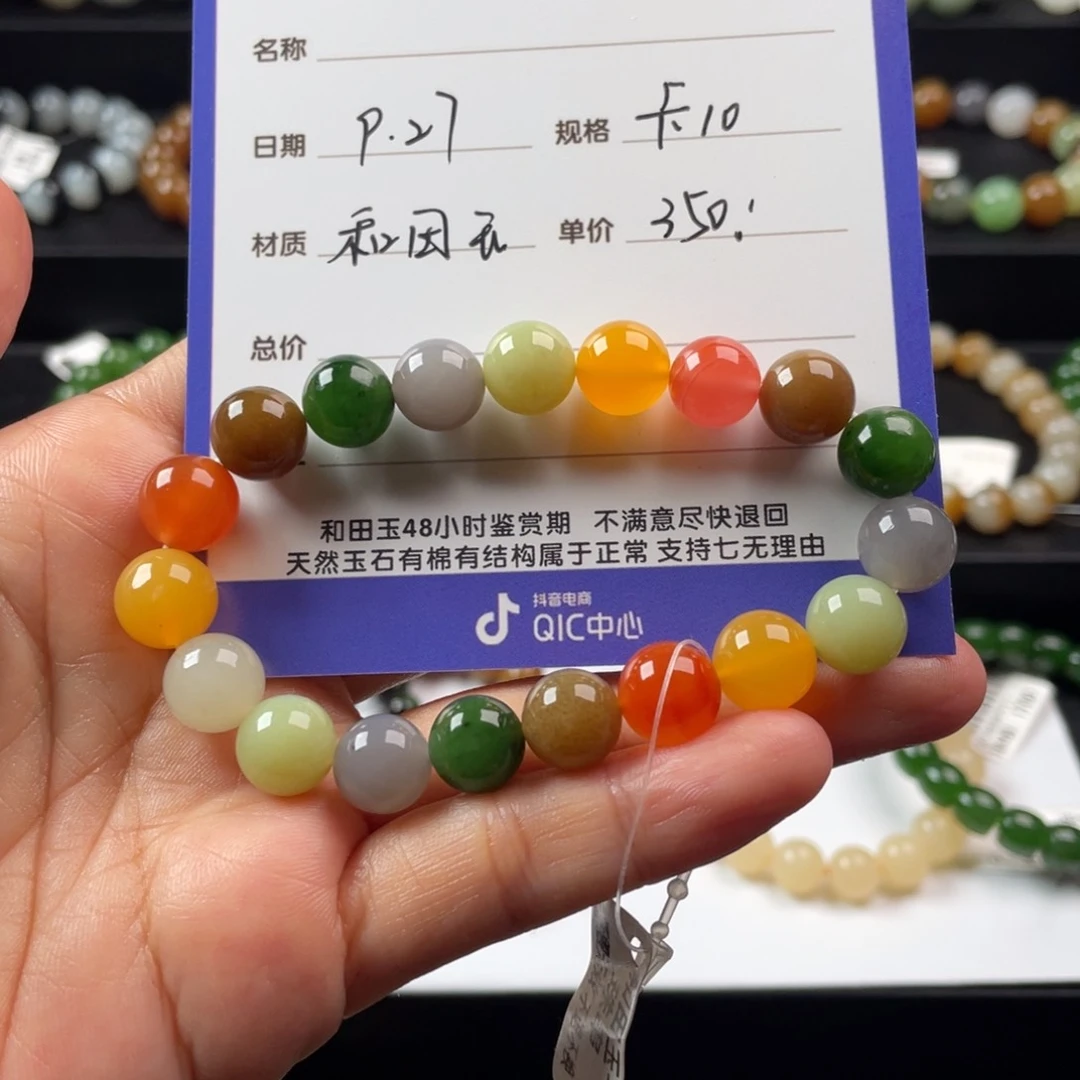 名称
日期 P.27 规格 卡10
材质 和田玉 单价 350!
总价
和田玉48小时鉴赏期 不满意尽快退回
天然玉石有棉有结构属于正常 支持七无理由
抖音电商
QIC中心